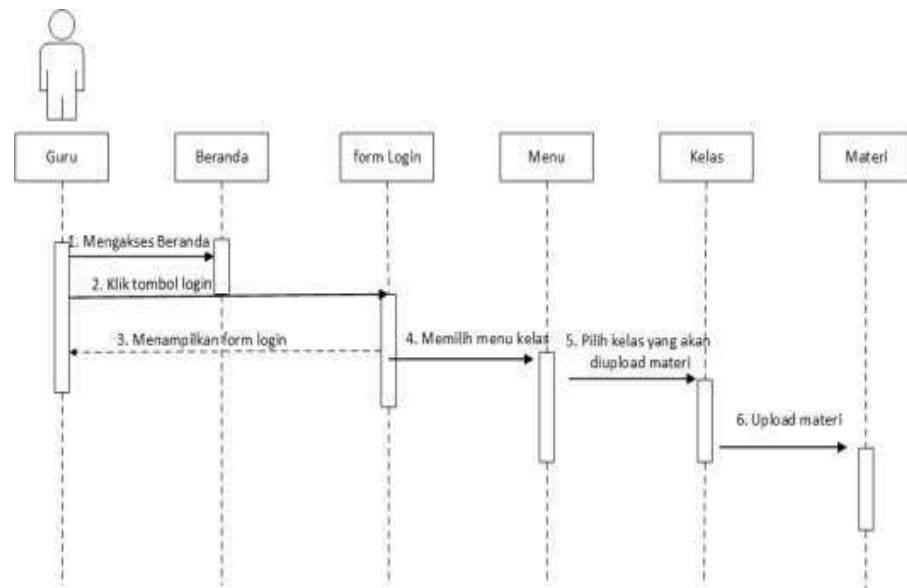 Guru
Beranda
form Login
Menu
Kelas
Materi
1. Mengakses Beranda
2. Klik tombol login
3. Menampilkan form login
4. Memilih menu kelas
5. Pilih kelas yang akan
diupload materi
6. Upload materi